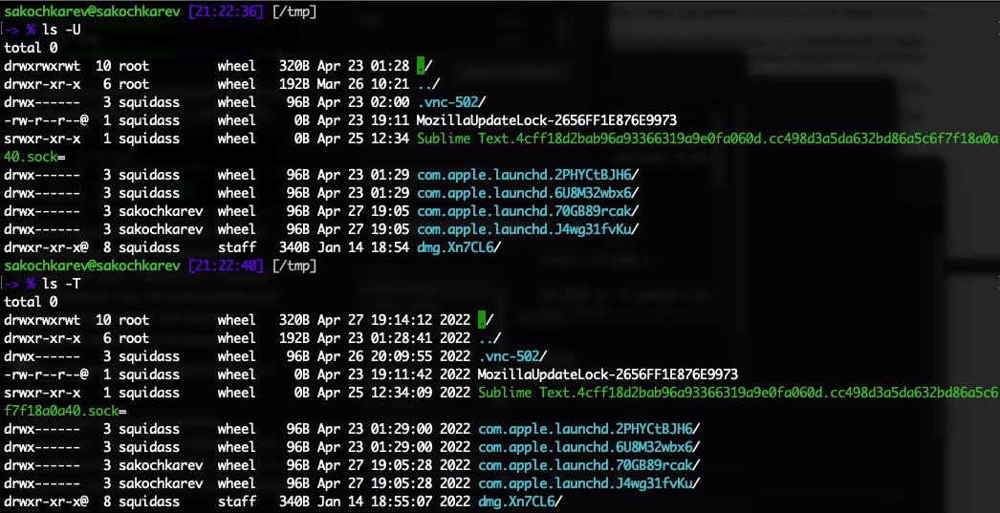 sakochkarev@sakochkarev [21:22:36] [/tmp]
[-> % ls -U
total 0
drwxrwxrwt  10 root         wheel   320B Apr 23 01:28 ./
drwxr-xr-x   6 root         wheel   192B Mar 26 10:21 ../
drwx------   3 squidass     wheel    96B Apr 23 02:00 .vnc-502/
-rw-r--r--@  1 squidass     wheel     0B Apr 23 19:11 MozillaUpdateLock-2656FF1E876E9973
srwxr-xr-x   1 squidass     wheel     0B Apr 25 12:34 Sublime Text.4cff18d2bab96a93366319a9e0fa060d.cc498d3a5da632bd86a5c6f7f18a0a
40.sock=
drwx------   3 squidass     wheel    96B Apr 23 01:29 com.apple.launchd.2PHYCtBJH6/
drwx------   3 squidass     wheel    96B Apr 23 01:29 com.apple.launchd.6U8M32wbx6/
drwx------   3 sakochkarev  wheel    96B Apr 27 19:05 com.apple.launchd.70GB89rcak/
drwx------   3 sakochkarev  wheel    96B Apr 27 19:05 com.apple.launchd.J4wg31fvKu/
drwxr-xr-x@  8 squidass     staff   340B Jan 14 18:54 dmg.Xn7CL6/
sakochkarev@sakochkarev [21:22:40] [/tmp]
[-> % ls -T
total 0
drwxrwxrwt  10 root         wheel   320B Apr 27 19:14:12 2022 ./
drwxr-xr-x   6 root         wheel   192B Apr 23 01:28:41 2022 ../
drwx------   3 squidass     wheel    96B Apr 26 20:09:55 2022 .vnc-502/
-rw-r--r--@  1 squidass     wheel     0B Apr 23 19:11:42 2022 MozillaUpdateLock-2656FF1E876E9973
srwxr-xr-x   1 squidass     wheel     0B Apr 25 12:34:09 2022 Sublime Text.4cff18d2bab96a93366319a9e0fa060d.cc498d3a5da632bd86a5c6
f7f18a0a40.sock=
drwx------   3 squidass     wheel    96B Apr 23 01:29:00 2022 com.apple.launchd.2PHYCtBJH6/
drwx------   3 squidass     wheel    96B Apr 23 01:29:00 2022 com.apple.launchd.6U8M32wbx6/
drwx------   3 sakochkarev  wheel    96B Apr 27 19:05:28 2022 com.apple.launchd.70GB89rcak/
drwx------   3 sakochkarev  wheel    96B Apr 27 19:05:28 2022 com.apple.launchd.J4wg31fvKu/
drwxr-xr-x@  8 squidass     staff   340B Jan 14 18:55:07 2022 dmg.Xn7CL6/